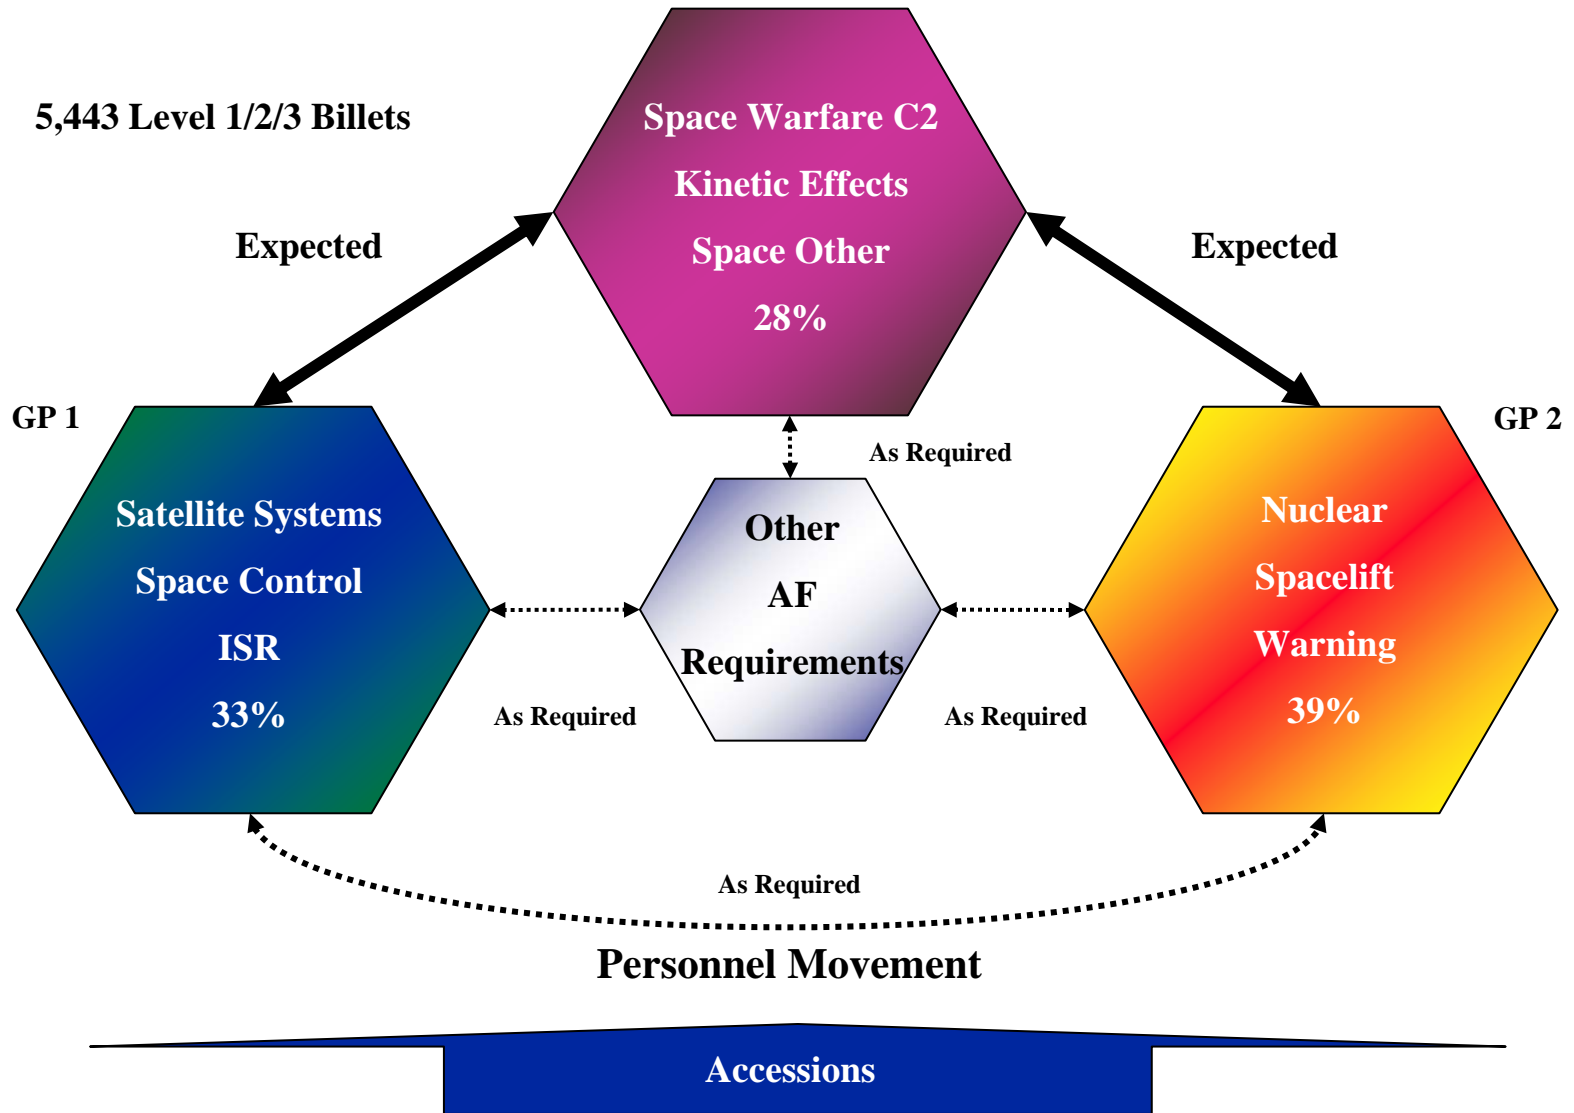 5,443 Level 1/2/3 Billets
Space Warfare C2
Kinetic Effects
Space Other
28%
Expected
Expected
GP 1
GP 2
As Required
Satellite Systems
Space Control
ISR
33%
Other
AF
Requirements
Nuclear
Spacelift
Warning
39%
As Required
As Required
As Required
Personnel Movement
Accessions